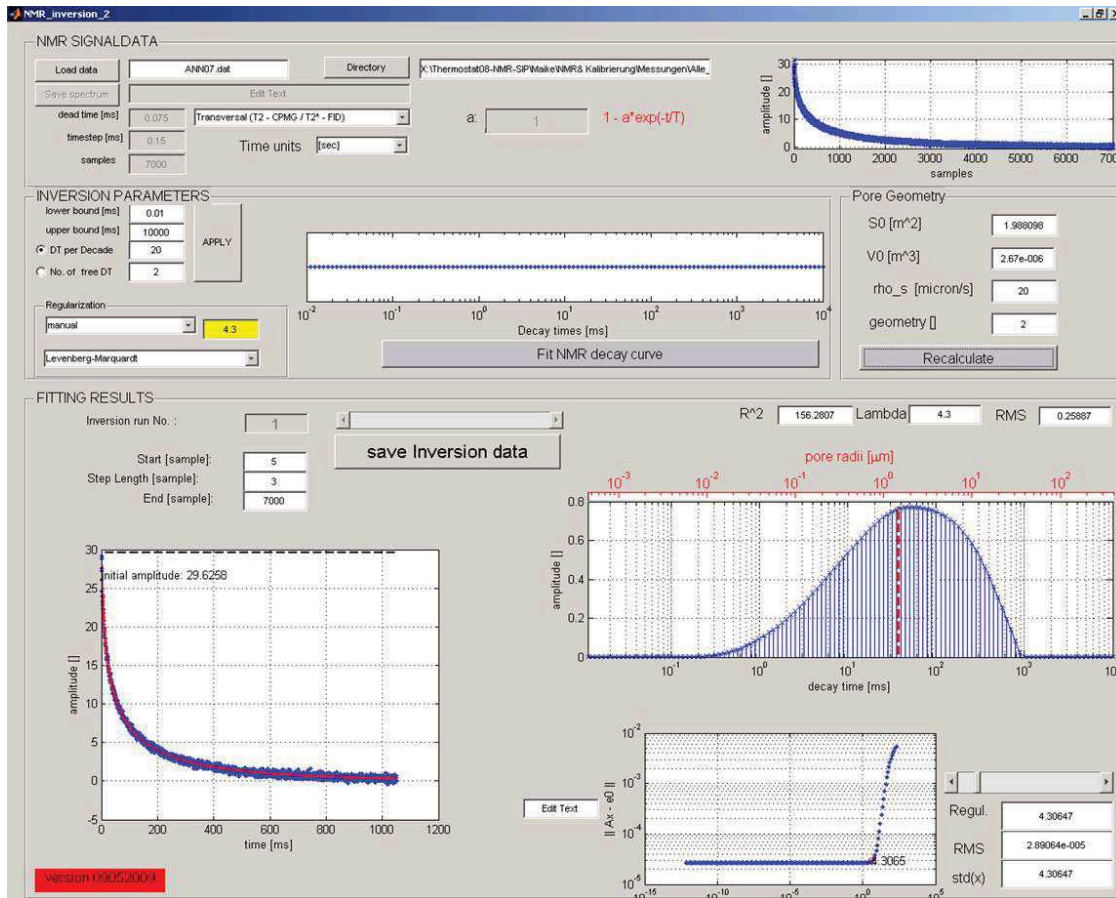 NMR_inversion_2
NMR SIGNALDATA
Load data
ANN07.dat
Directory
X:\Thermostat08-NMR-SIP\Maike\NMR& Kalibrierung\Messungen\Alle_
Save spectrum
Edit Text
dead time [ms]
0.075
Transversal (T2 - CPMG / T2* - FID)
a:
1
1 - a*exp(-t/T)
timestep [ms]
0.15
Time units
[sec]
samples
7000
amplitude []
30
20
10
0
0 1000 2000 3000 4000 5000 6000 700
samples
INVERSION PARAMETERS
lower bound [ms]
0.01
upper bound [ms]
10000
DT per Decade
20
No. of free DT
2
APPLY
Regularization
manual
4.3
Levenberg-Marquardt
10^-2 10^-1 10^0 10^1 10^2 10^3 10^4
Decay times [ms]
Fit NMR decay curve
Pore Geometry
S0 [m^2]
1.988098
V0 [m^3]
2.67e-006
rho_s [micron/s]
20
geometry []
2
Recalculate
FITTING RESULTS
Inversion run No. :
1
save Inversion data
Start [sample]:
5
Step Length [sample]:
3
End [sample]:
7000
R^2
156.2807
Lambda
4.3
RMS
0.25887
pore radii [μm]
10^-3 10^-2 10^-1 10^0 10^1 10^2
0.8
0.6
0.4
0.2
0
amplitude []
10^-1 10^0 10^1 10^2 10^3 10
decay time [ms]
30
25
20
15
10
5
0
-5
amplitude []
initial amplitude: 29.6258
0 200 400 600 800 1000 1200
time [ms]
Edit Text
|| Ax - e0 ||
10^-2
10^-3
10^-4
10^-5
4.3065
10^-15 10^-10 10^-5 10^0 10^5
Regul.
4.30647
RMS
2.89064e-005
std(x)
4.30647
version 09052009